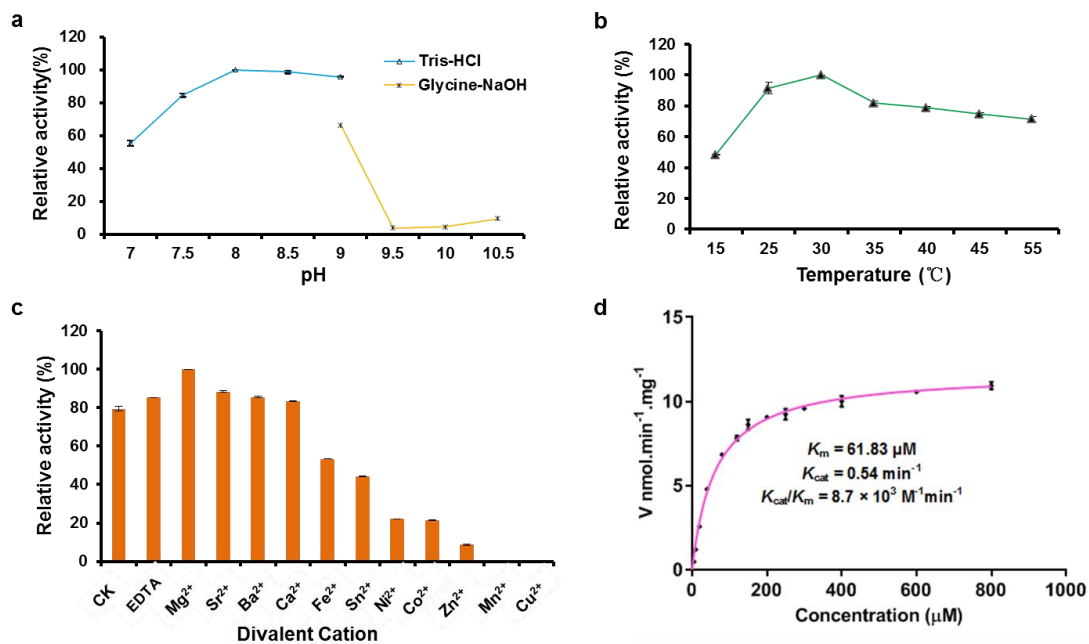 a
Relative activity(%)
120
100
80
60
40
20
0
7 7.5 8 8.5 9 9.5 10 10.5
pH
Tris-HCl
Glycine-NaOH
b
Relative activity (%)
120
100
80
60
40
20
0
15 25 30 35 40 45 55
Temperature (℃)
c
Relative activity (%)
120
100
80
60
40
20
0
CK EDTA Mg²⁺ Sr²⁺ Ba²⁺ Ca²⁺ Fe²⁺ Sn²⁺ Ni²⁺ Co²⁺ Zn²⁺ Mn²⁺ Cu²⁺
Divalent Cation
d
V nmol.min⁻¹.mg⁻¹
15
10
5
0
0 200 400 600 800 1000
Concentration (μM)
Km = 61.83 μM
Kcat = 0.54 min⁻¹
Kcat/Km = 8.7 × 10³ M⁻¹min⁻¹